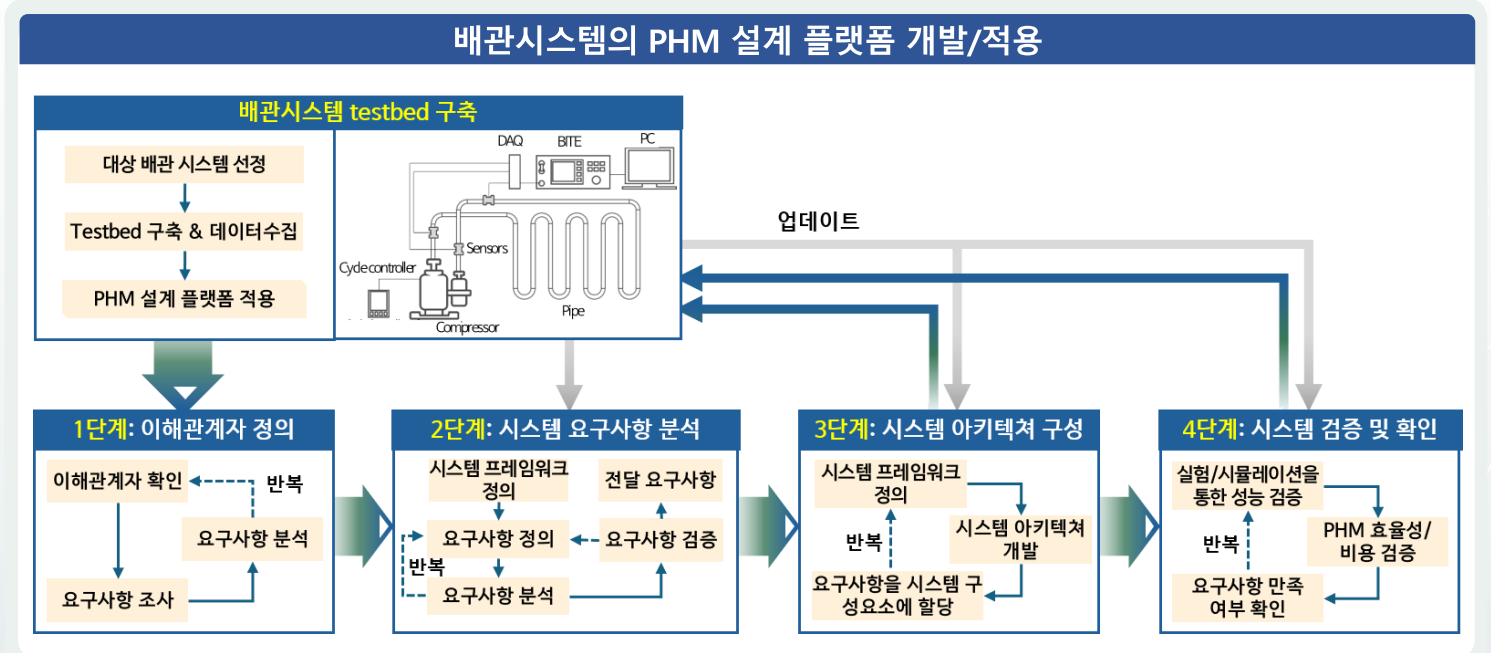 배관시스템의 PHM 설계 플랫폼 개발/적용
배관시스템 testbed 구축
대상 배관 시스템 선정
Testbed 구축 & 데이터수집
PHM 설계 플랫폼 적용
DAQ
BITE
PC
Sensors
Cycle controller
Compressor
Pipe
업데이트
1단계: 이해관계자 정의
이해관계자 확인
반복
요구사항 분석
요구사항 조사
2단계: 시스템 요구사항 분석
시스템 프레임워크
정의
전달 요구사항
요구사항 정의
요구사항 검증
반복
요구사항 분석
3단계: 시스템 아키텍쳐 구성
시스템 프레임워크
정의
반복
시스템 아키텍쳐
개발
요구사항을 시스템 구
성요소에 할당
4단계: 시스템 검증 및 확인
실험/시뮬레이션을
통한 성능 검증
반복
PHM 효율성/
비용 검증
요구사항 만족
여부 확인